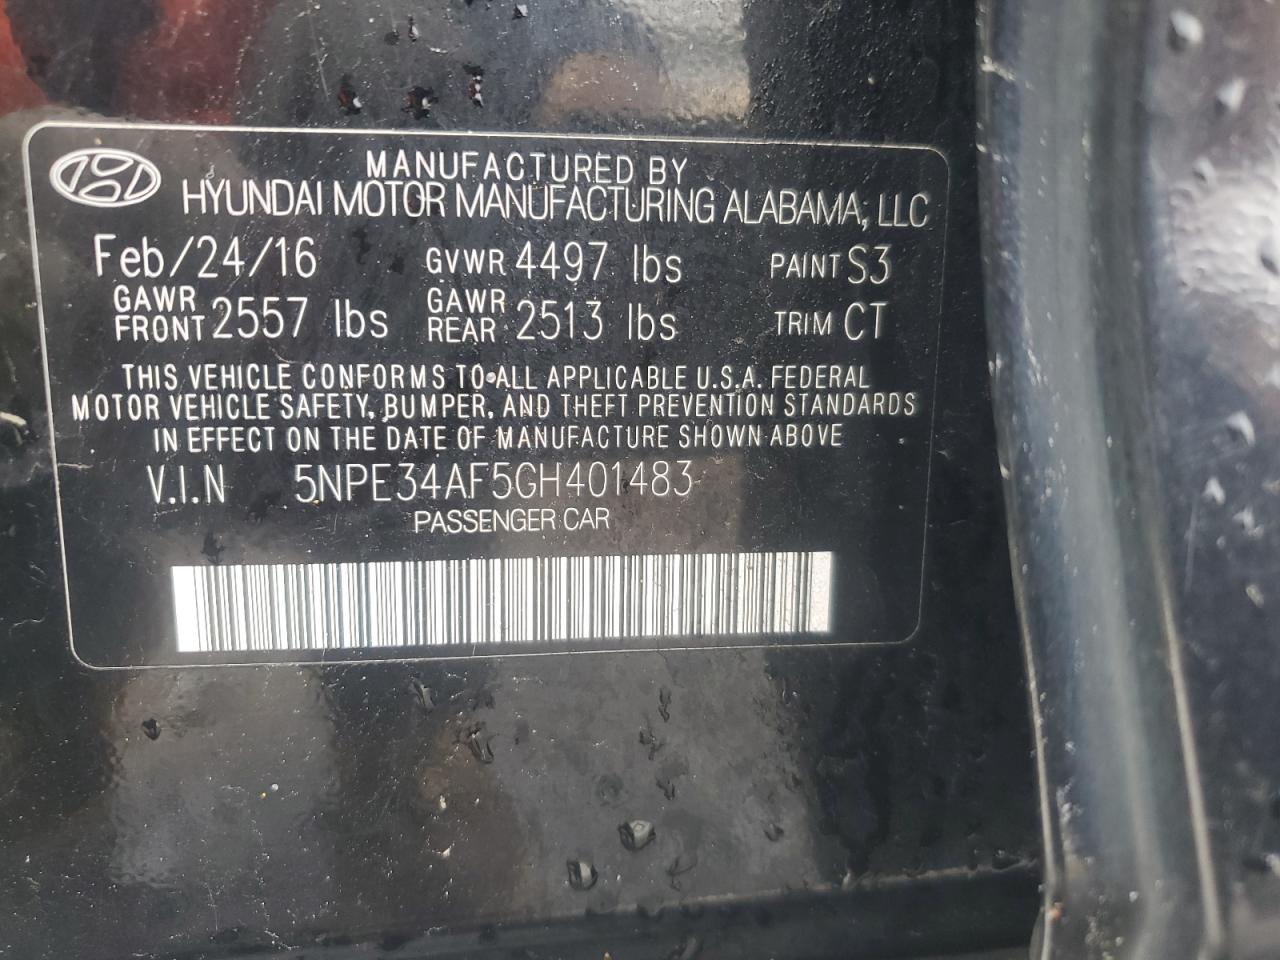 MANUFACTURED BY
HYUNDAI MOTOR MANUFACTURING ALABAMA, LLC
Feb/24/16 GVWR 4497 lbs PAINT S3
GAWR FRONT 2557 lbs GAWR REAR 2513 lbs TRIM CT
THIS VEHICLE CONFORMS TO ALL APPLICABLE U.S.A. FEDERAL
MOTOR VEHICLE SAFETY, BUMPER, AND THEFT PREVENTION STANDARDS
IN EFFECT ON THE DATE OF MANUFACTURE SHOWN ABOVE
V.I.N 5NPE34AF5GH401483
PASSENGER CAR